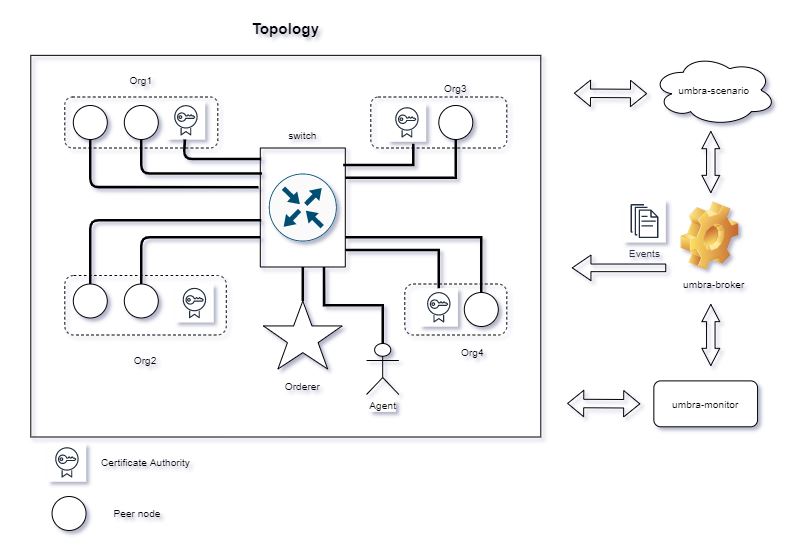 Topology
Org1
Org3
switch
umbra-scenario
Events
umbra-broker
Org2
Org4
Orderer
Agent
umbra-monitor
Certificate Authority
Peer node